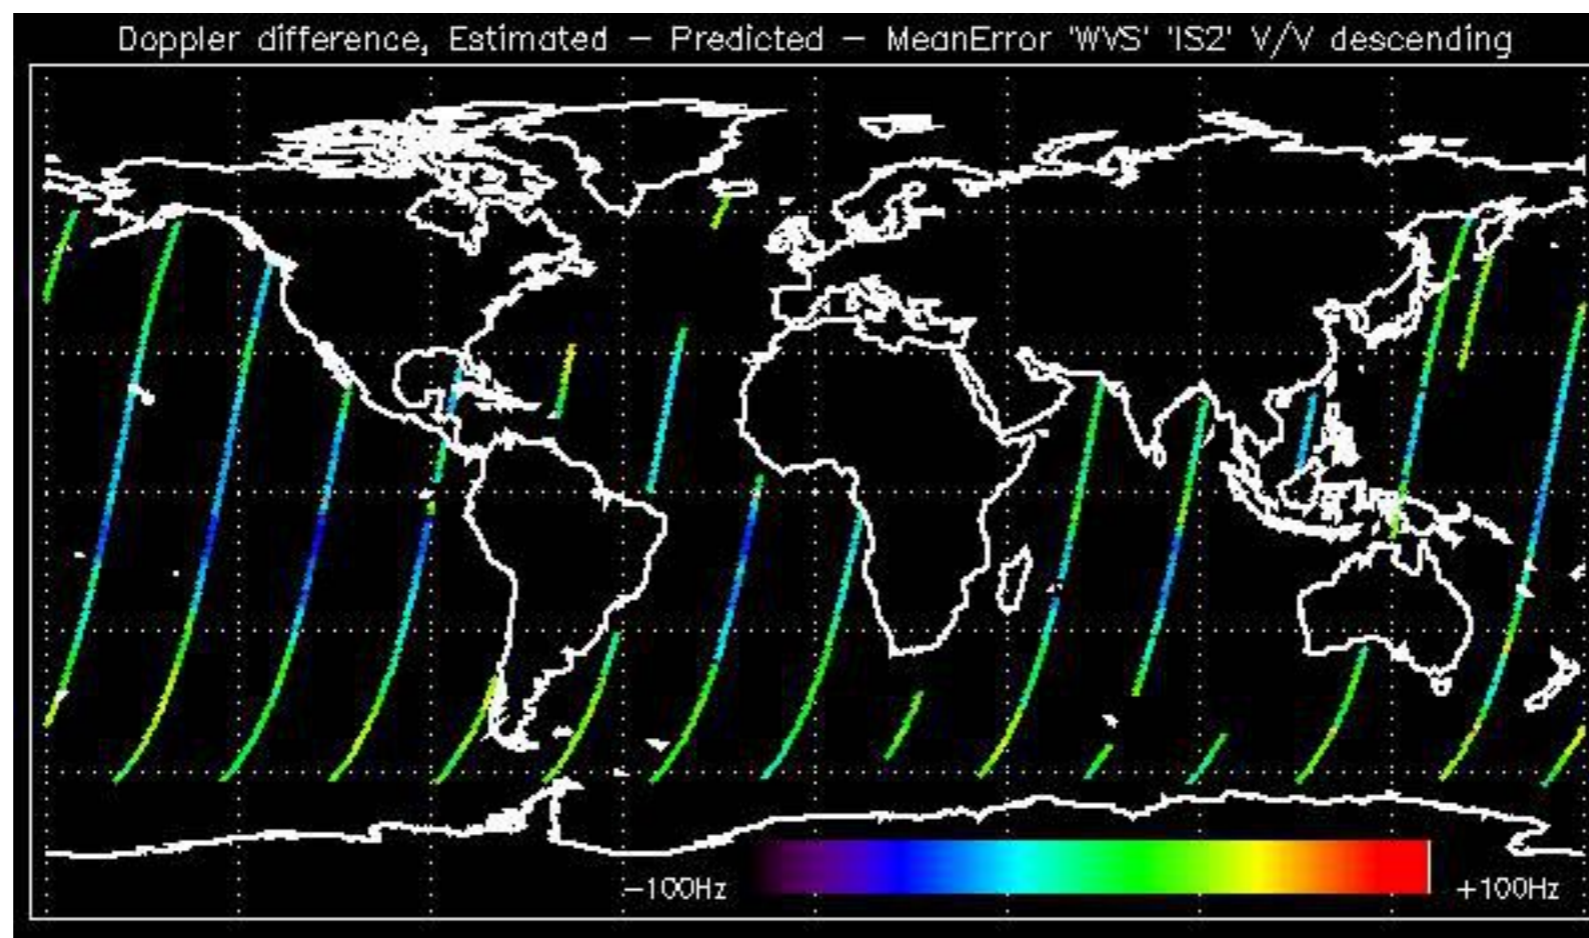 Doppler difference, Estimated — Predicted — MeanError 'WVS' 'IS2' V/V descending
−100Hz
+100Hz